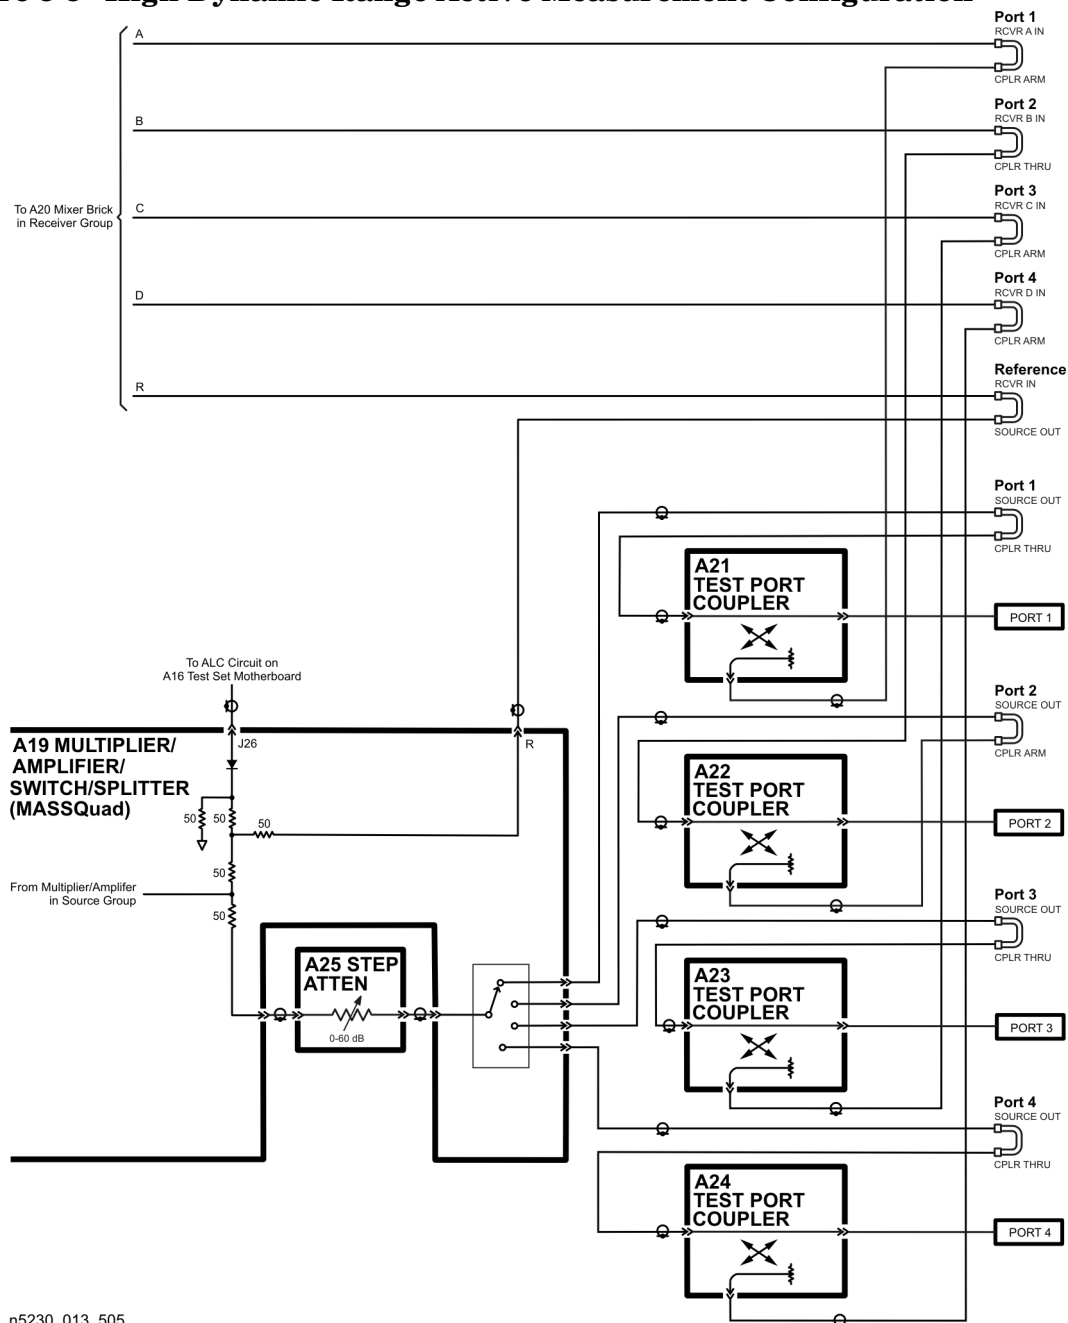 High Dynamic Range Active Measurement Configuration
A
B
C
D
R
To A20 Mixer Brick
in Receiver Group
Port 1
RCVR A IN
CPLR ARM
Port 2
RCVR B IN
CPLR THRU
Port 3
RCVR C IN
CPLR ARM
Port 4
RCVR D IN
CPLR ARM
Reference
RCVR IN
SOURCE OUT
Port 1
SOURCE OUT
CPLR THRU
A21
TEST PORT
COUPLER
PORT 1
To ALC Circuit on
A16 Test Set Motherboard
J26
R
A19 MULTIPLIER/
AMPLIFIER/
SWITCH/SPLITTER
(MASSQuad)
50
50
50
50
50
From Multiplier/Amplifer
in Source Group
Port 2
SOURCE OUT
CPLR ARM
A22
TEST PORT
COUPLER
PORT 2
A25 STEP
ATTEN
0-60 dB
Port 3
SOURCE OUT
CPLR THRU
A23
TEST PORT
COUPLER
PORT 3
Port 4
SOURCE OUT
CPLR THRU
A24
TEST PORT
COUPLER
PORT 4
n5230_013_505